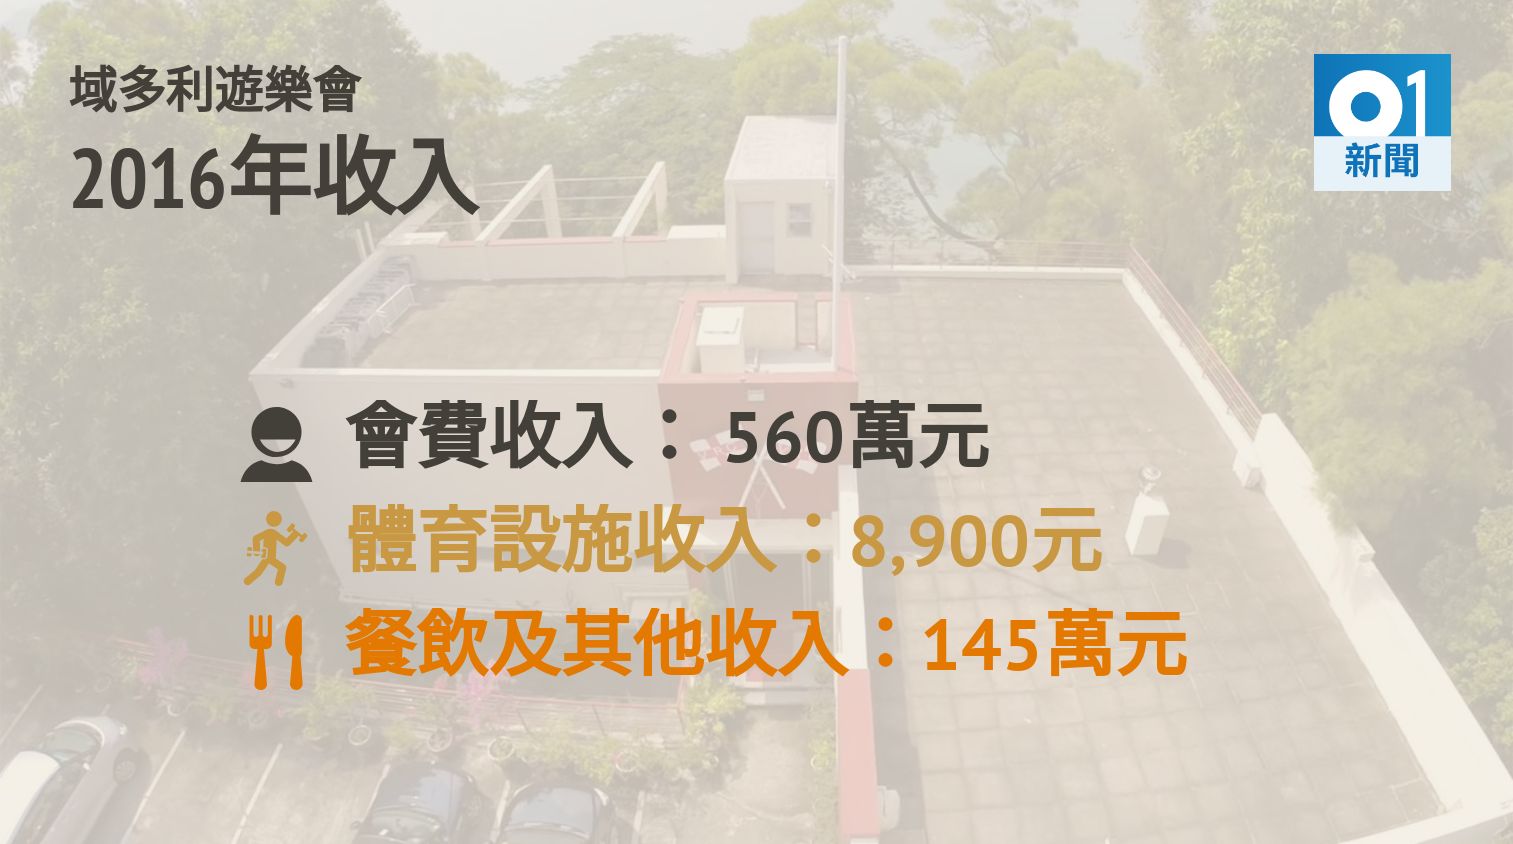 域多利遊樂會
2016年收入
01
新聞
會費收入： 560萬元
體育設施收入：8,900元
餐飲及其他收入：145萬元